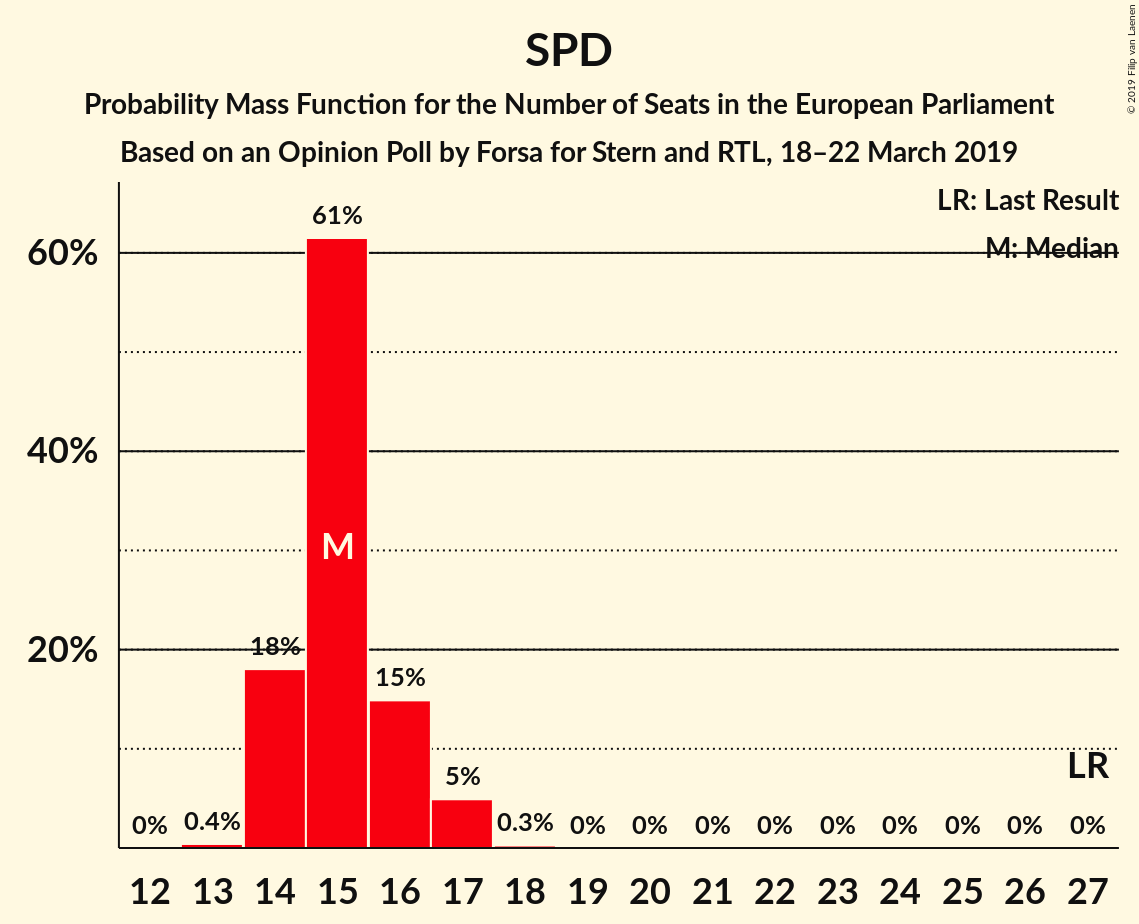 SPD
Probability Mass Function for the Number of Seats in the European Parliament
Based on an Opinion Poll by Forsa for Stern and RTL, 18–22 March 2019
© 2019 Filip van Laenen
LR: Last Result
M: Median
60%
40%
20%
61%
M
18%
15%
5%
LR
0% 0.4% 0.3% 0% 0% 0% 0% 0% 0% 0% 0% 0%
12 13 14 15 16 17 18 19 20 21 22 23 24 25 26 27